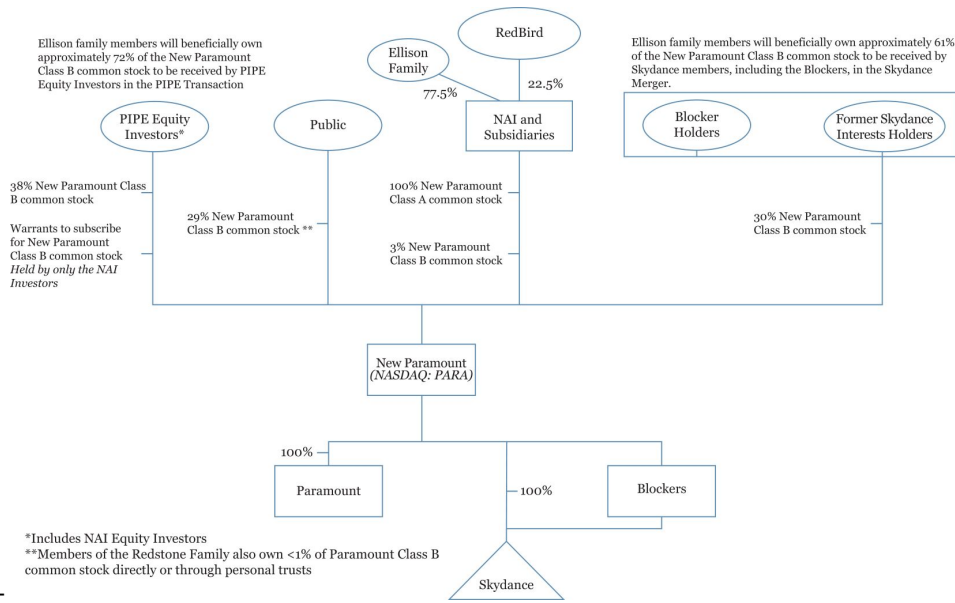 RedBird
Ellison family members will beneficially own
approximately 72% of the New Paramount
Class B common stock to be received by PIPE
Equity Investors in the PIPE Transaction
Ellison
Family
Ellison family members will beneficially own approximately 61%
of the New Paramount Class B common stock to be received by
Skydance members, including the Blockers, in the Skydance
Merger.
77.5%
22.5%
PIPE Equity
Investors*
Public
NAI and
Subsidiaries
Blocker
Holders
Former Skydance
Interests Holders
38% New Paramount Class
B common stock
Warrants to subscribe
for New Paramount
Class B common stock
Held by only the NAI
Investors
29% New Paramount
Class B common stock **
100% New Paramount
Class A common stock
3% New Paramount
Class B common stock
30% New Paramount
Class B common stock
New Paramount
(NASDAQ: PARA)
100%
Paramount
100%
Blockers
Skydance
*Includes NAI Equity Investors
**Members of the Redstone Family also own <1% of Paramount Class B
common stock directly or through personal trusts